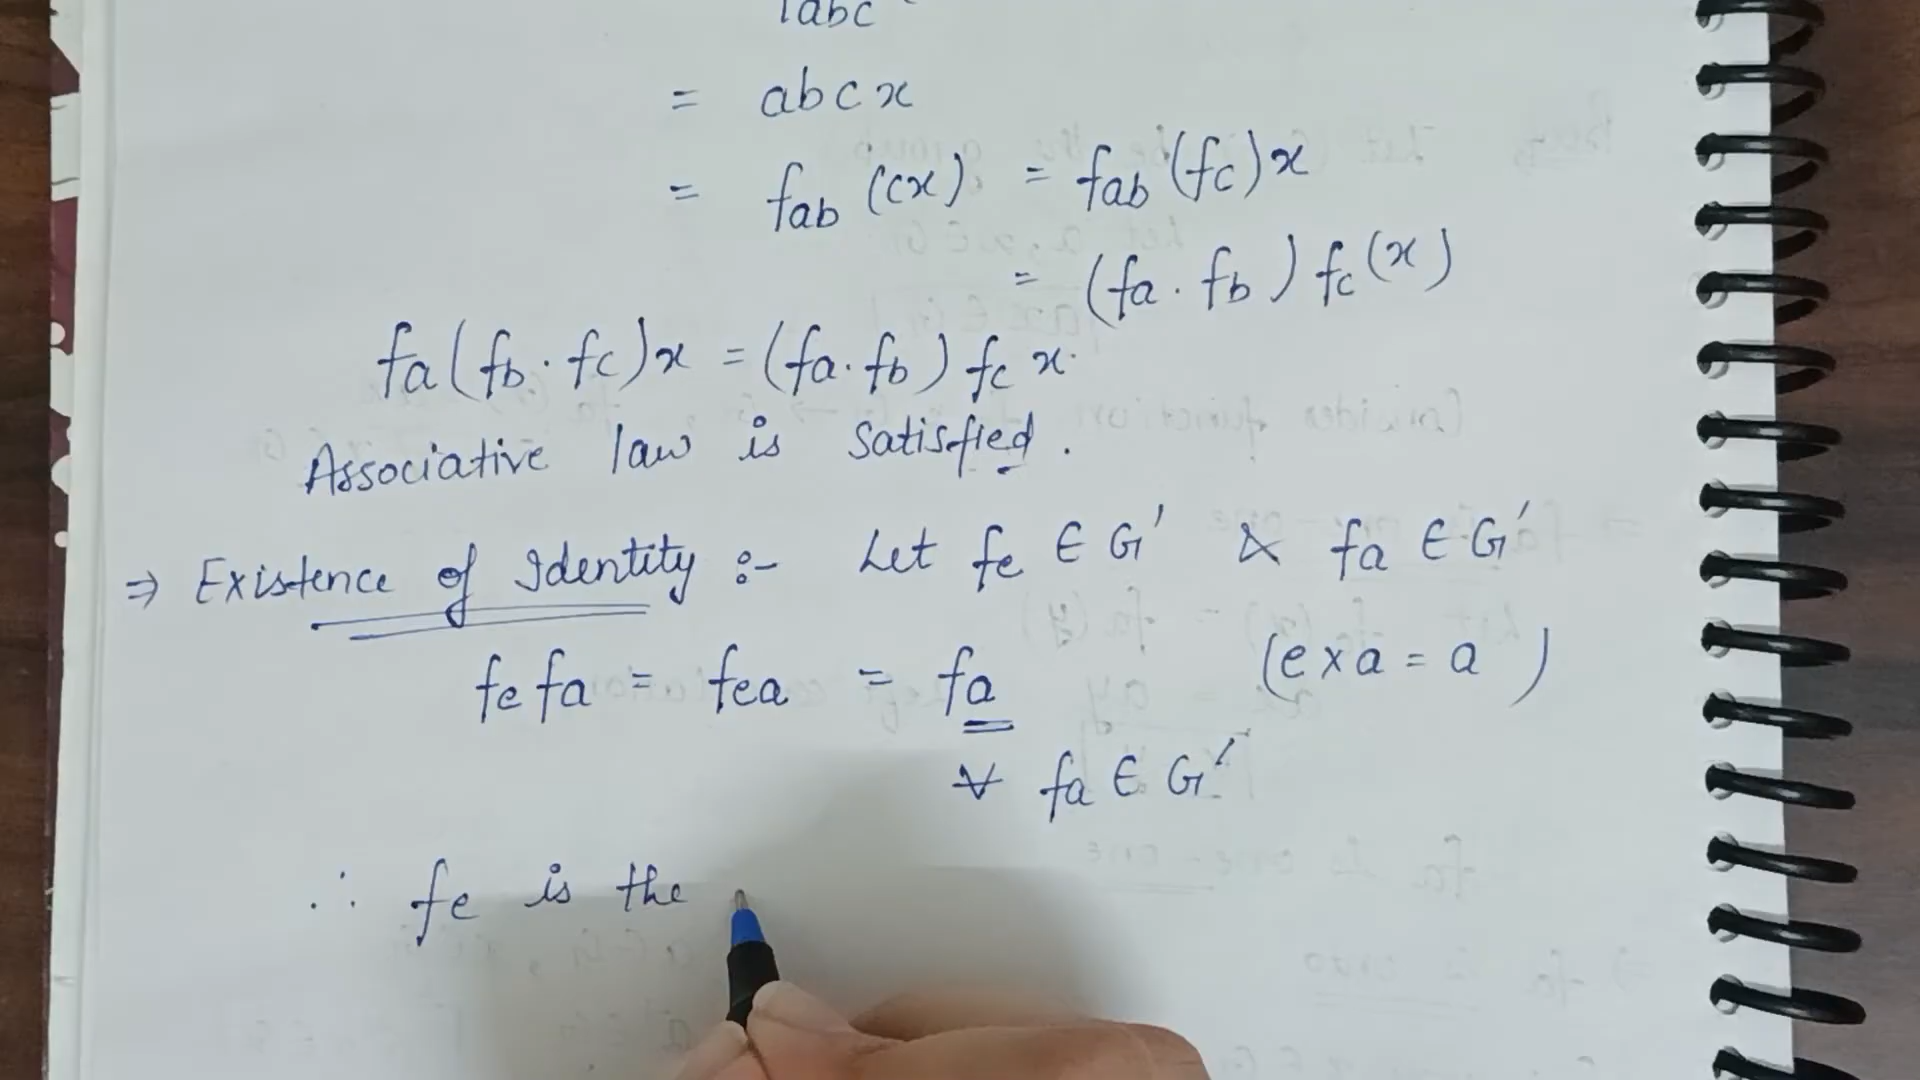 fabc
= abcx
= fab (cx) = fab (fc)x
= (fa . fb) fc(x)
fa(fb . fc)x = (fa . fb) fc x.
Associative law is satisfied.
⇒ Existence of Identity :- Let fe ∈ G' & fa ∈ G'
fe fa = fea = fa (e x a = a)
∀ fa ∈ G'
∴ fe is the